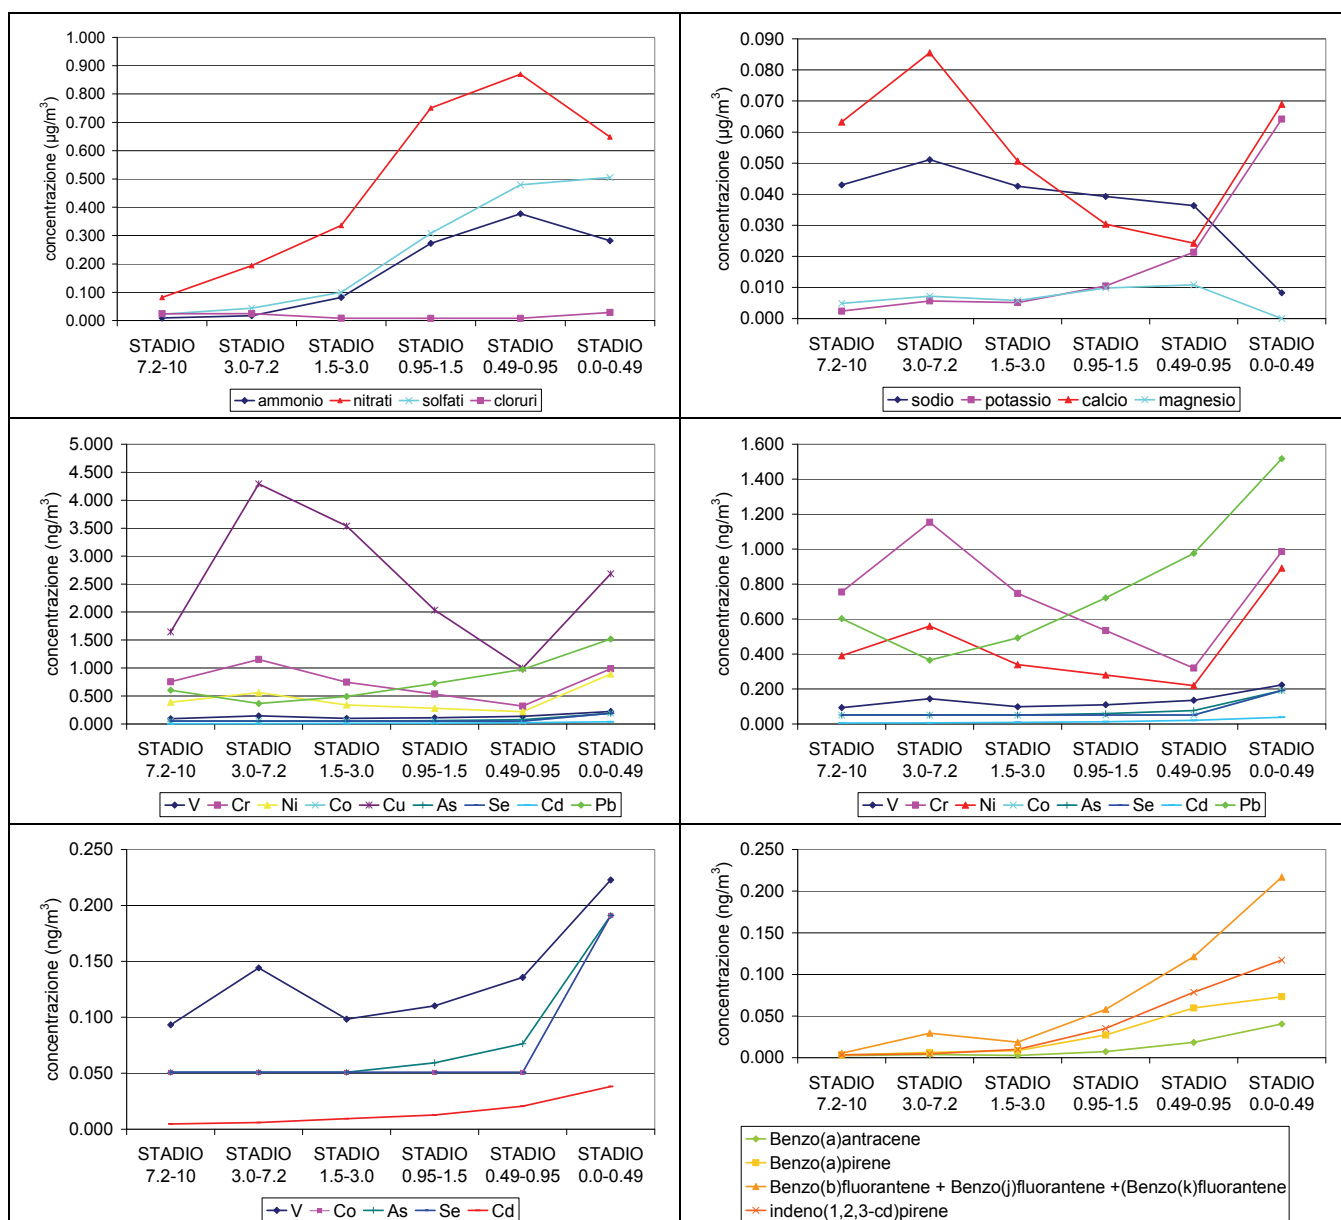 concentrazione (µg/m³)
1.000
0.900
0.800
0.700
0.600
0.500
0.400
0.300
0.200
0.100
0.000
STADIO STADIO STADIO STADIO STADIO STADIO
7.2-10 3.0-7.2 1.5-3.0 0.95-1.5 0.49-0.95 0.0-0.49
ammonio nitrati solfati cloruri
concentrazione (µg/m³)
0.090
0.080
0.070
0.060
0.050
0.040
0.030
0.020
0.010
0.000
STADIO STADIO STADIO STADIO STADIO STADIO
7.2-10 3.0-7.2 1.5-3.0 0.95-1.5 0.49-0.95 0.0-0.49
sodio potassio calcio magnesio
concentrazione (ng/m³)
5.000
4.500
4.000
3.500
3.000
2.500
2.000
1.500
1.000
0.500
0.000
STADIO STADIO STADIO STADIO STADIO STADIO
7.2-10 3.0-7.2 1.5-3.0 0.95-1.5 0.49-0.95 0.0-0.49
V Cr Ni Co Cu As Se Cd Pb
concentrazione (ng/m³)
1.600
1.400
1.200
1.000
0.800
0.600
0.400
0.200
0.000
STADIO STADIO STADIO STADIO STADIO STADIO
7.2-10 3.0-7.2 1.5-3.0 0.95-1.5 0.49-0.95 0.0-0.49
V Cr Ni Co As Se Cd Pb
concentrazione (ng/m³)
0.250
0.200
0.150
0.100
0.050
0.000
STADIO STADIO STADIO STADIO STADIO STADIO
7.2-10 3.0-7.2 1.5-3.0 0.95-1.5 0.49-0.95 0.0-0.49
V Co As Se Cd
concentrazione (ng/m³)
0.250
0.200
0.150
0.100
0.050
0.000
STADIO STADIO STADIO STADIO STADIO STADIO
7.2-10 3.0-7.2 1.5-3.0 0.95-1.5 0.49-0.95 0.0-0.49
Benzo(a)antracene
Benzo(a)pirene
Benzo(b)fluorantene + Benzo(j)fluorantene +(Benzo(k)fluorantene
indeno(1,2,3-cd)pirene